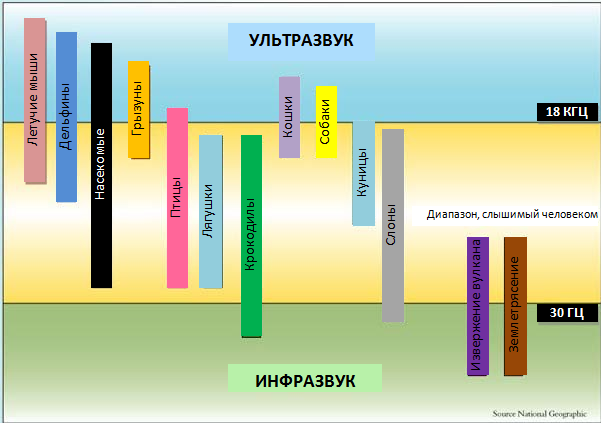 УЛЬТРАЗВУК
Летучие мыши
Дельфины
Насекомые
Грызуны
Птицы
Лягушки
Крокодилы
Кошки
Собаки
Куницы
Слоны
18 КГЦ
Диапазон, слышимый человеком
Извержение вулкана
Землетрясение
30 ГЦ
ИНФРАЗВУК
Source National Geographic